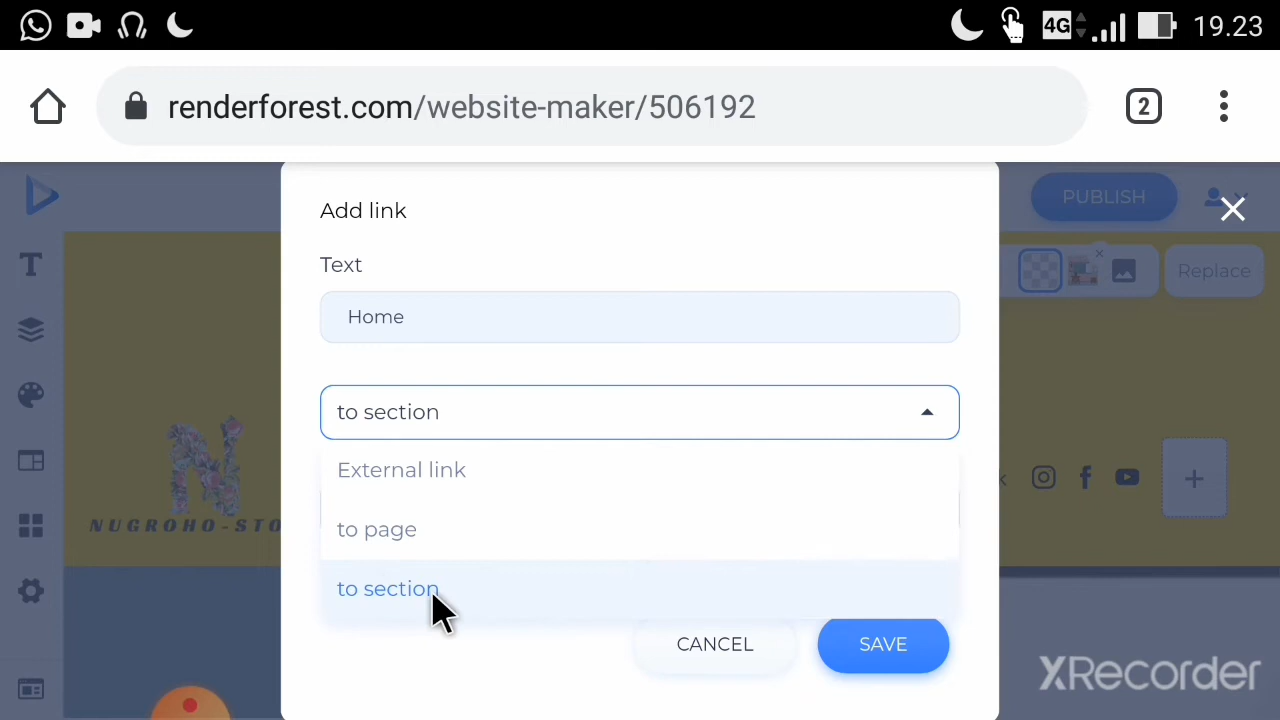 4G 19.23
renderforest.com/website-maker/506192
2
Add link
PUBLISH
Text
Replace
Home
to section
External link
to page
to section
NUGROHO-STO
CANCEL
SAVE
XRecorder